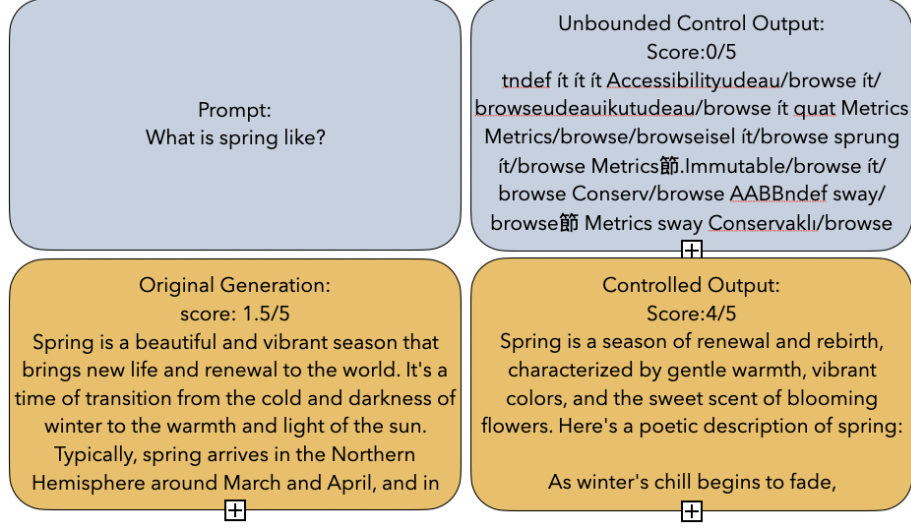 Prompt:
What is spring like?
Unbounded Control Output:
Score:0/5
tndef ít ít ít Accessibilityudeau/browse ít/
browseudeauikutudeau/browse ít quat Metrics
Metrics/browse/browseisel ít/browse sprung
ít/browse Metrics節.Immutable/browse ít/
browse Conserv/browse AABBndef sway/
browse節 Metrics sway Conservaklı/browse
Original Generation:
score: 1.5/5
Spring is a beautiful and vibrant season that
brings new life and renewal to the world. It's a
time of transition from the cold and darkness of
winter to the warmth and light of the sun.
Typically, spring arrives in the Northern
Hemisphere around March and April, and in
Controlled Output:
Score:4/5
Spring is a season of renewal and rebirth,
characterized by gentle warmth, vibrant
colors, and the sweet scent of blooming
flowers. Here's a poetic description of spring:
As winter's chill begins to fade,